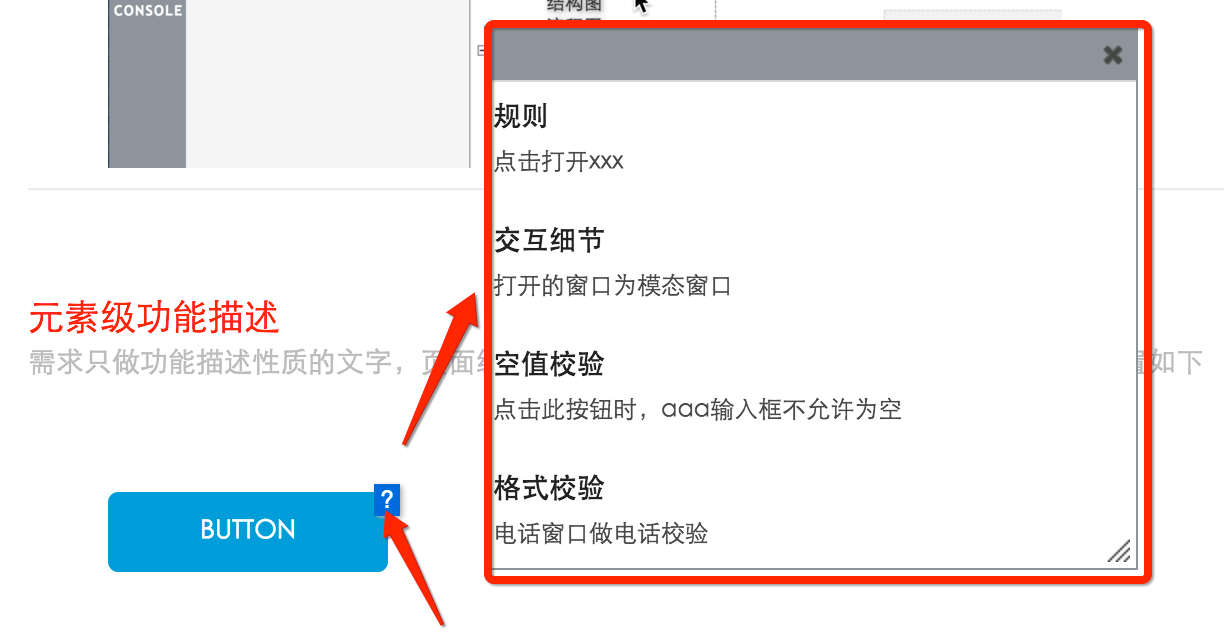 CONSOLE
结构图
规则
点击打开xxx
交互细节
打开的窗口为模态窗口
元素级功能描述
需求只做功能描述性质的文字，页面
如下
空值校验
点击此按钮时，aaa输入框不允许为空
格式校验
电话窗口做电话校验
?
BUTTON